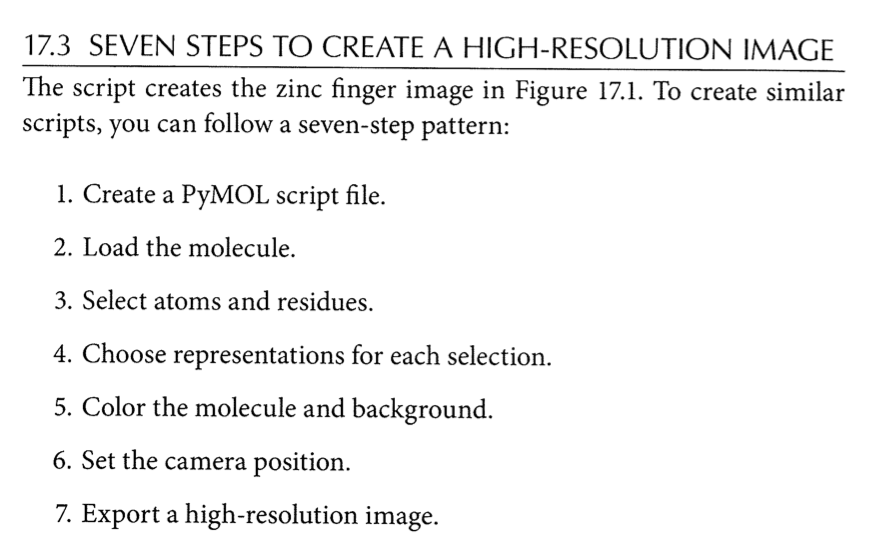 17.3 SEVEN STEPS TO CREATE A HIGH-RESOLUTION IMAGE
The script creates the zinc finger image in Figure 17.1. To create similar
scripts, you can follow a seven-step pattern:
1. Create a PyMOL script file.
2. Load the molecule.
3. Select atoms and residues.
4. Choose representations for each selection.
5. Color the molecule and background.
6. Set the camera position.
7. Export a high-resolution image.